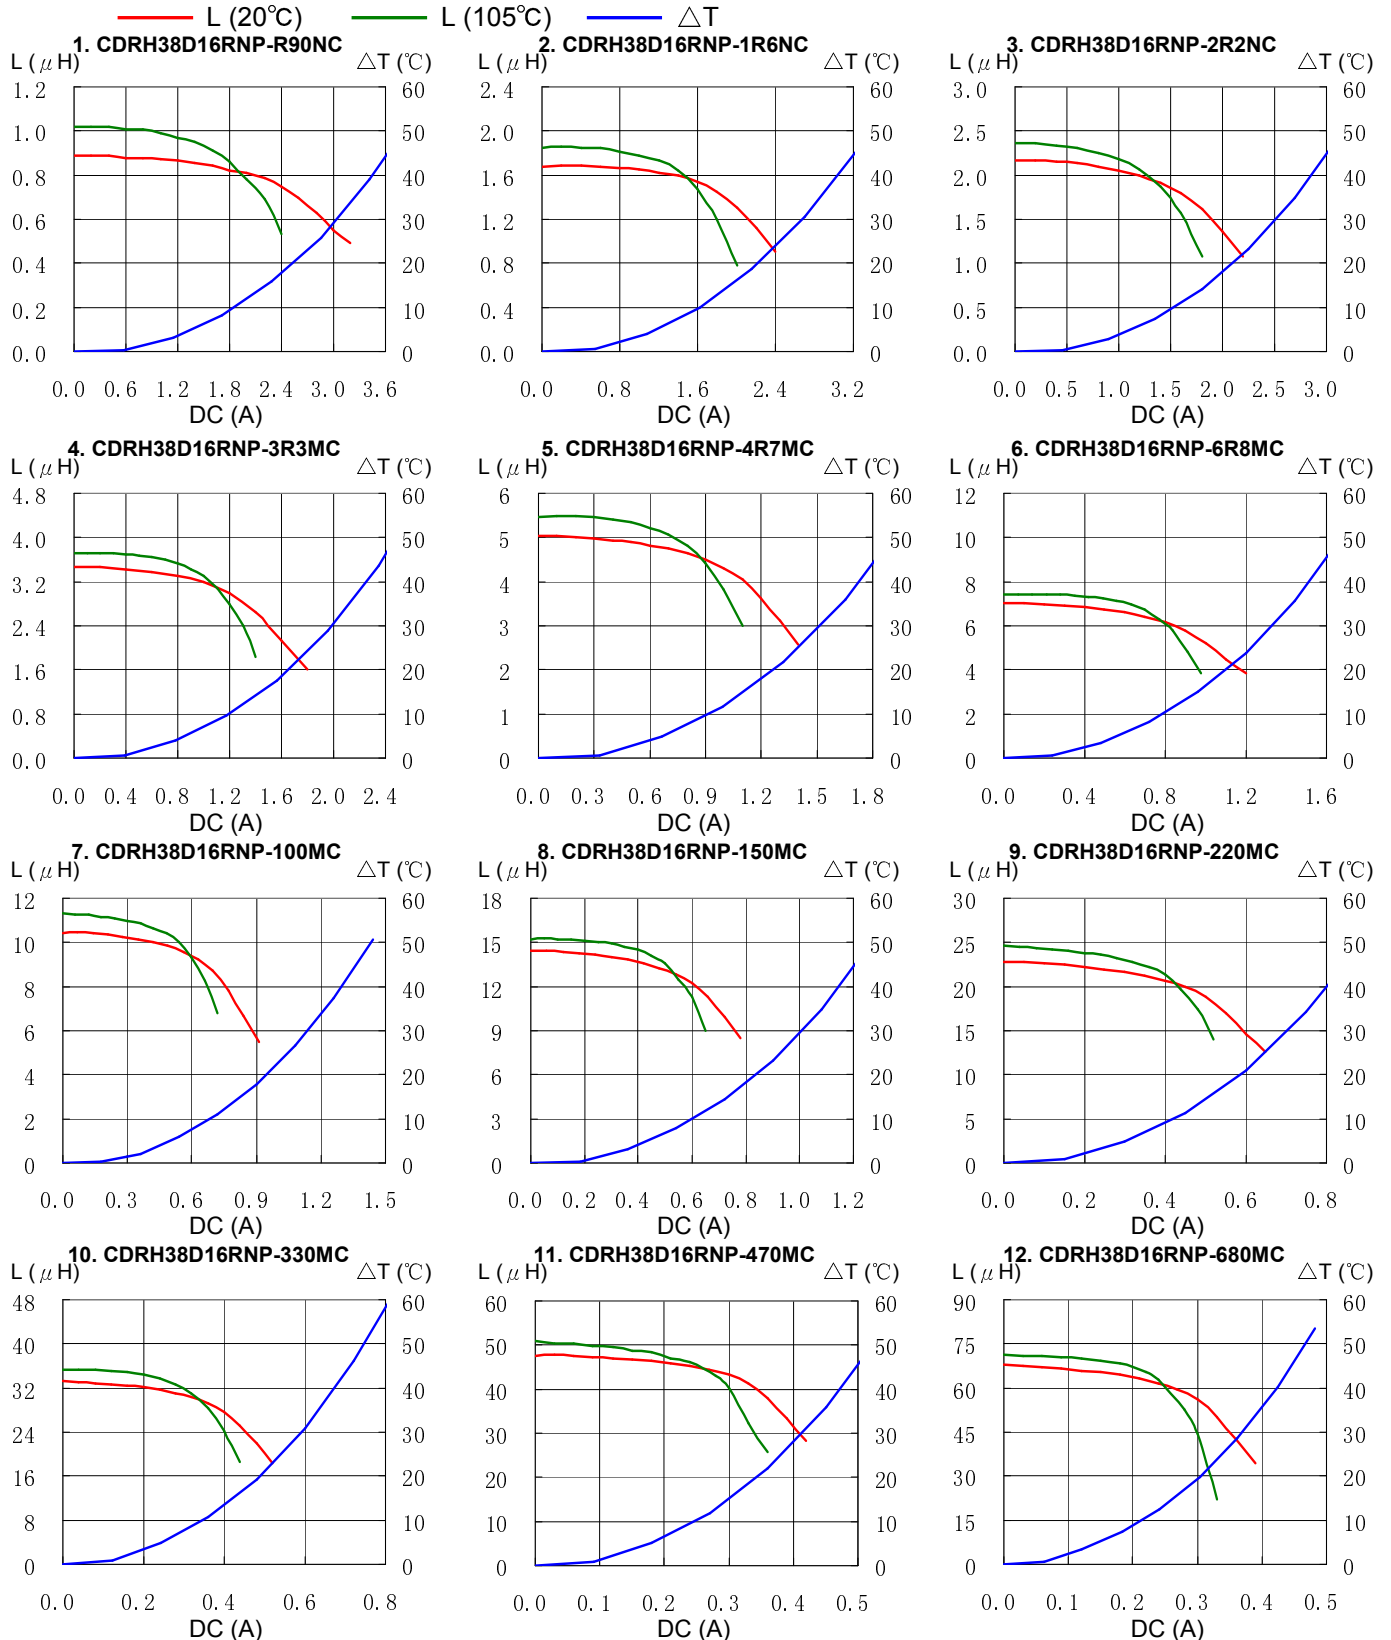 L (20℃) L (105℃) △T
1. CDRH38D16RNP-R90NC 2. CDRH38D16RNP-1R6NC 3. CDRH38D16RNP-2R2NC
L (μH) △T (℃) L (μH) △T (℃) L (μH) △T (℃)
1.2 60 2.4 60 3.0 60
1.0 50 2.0 50 2.5 50
0.8 40 1.6 40 2.0 40
0.6 30 1.2 30 1.5 30
0.4 20 0.8 20 1.0 20
0.2 10 0.4 10 0.5 10
0.0 0 0.0 0 0.0 0
0.0 0.6 1.2 1.8 2.4 3.0 3.6 0.0 0.8 1.6 2.4 3.2 0.0 0.5 1.0 1.5 2.0 2.5 3.0
DC (A) DC (A) DC (A)
4. CDRH38D16RNP-3R3MC 5. CDRH38D16RNP-4R7MC 6. CDRH38D16RNP-6R8MC
L (μH) △T (℃) L (μH) △T (℃) L (μH) △T (℃)
4.8 60 6 60 12 60
4.0 50 5 50 10 50
3.2 40 4 40 8 40
2.4 30 3 30 6 30
1.6 20 2 20 4 20
0.8 10 1 10 2 10
0.0 0 0 0 0 0
0.0 0.4 0.8 1.2 1.6 2.0 2.4 0.0 0.3 0.6 0.9 1.2 1.5 1.8 0.0 0.4 0.8 1.2 1.6
DC (A) DC (A) DC (A)
7. CDRH38D16RNP-100MC 8. CDRH38D16RNP-150MC 9. CDRH38D16RNP-220MC
L (μH) △T (℃) L (μH) △T (℃) L (μH) △T (℃)
12 60 18 60 30 60
10 50 15 50 25 50
8 40 12 40 20 40
6 30 9 30 15 30
4 20 6 20 10 20
2 10 3 10 5 10
0 0 0 0 0 0
0.0 0.3 0.6 0.9 1.2 1.5 0.0 0.2 0.4 0.6 0.8 1.0 1.2 0.0 0.2 0.4 0.6 0.8
DC (A) DC (A) DC (A)
10. CDRH38D16RNP-330MC 11. CDRH38D16RNP-470MC 12. CDRH38D16RNP-680MC
L (μH) △T (℃) L (μH) △T (℃) L (μH) △T (℃)
48 60 60 60 90 60
40 50 50 50 75 50
32 40 40 40 60 40
24 30 30 30 45 30
16 20 20 20 30 20
8 10 10 10 15 10
0 0 0 0 0 0
0.0 0.2 0.4 0.6 0.8 0.0 0.1 0.2 0.3 0.4 0.5 0.0 0.1 0.2 0.3 0.4 0.5
DC (A) DC (A) DC (A)